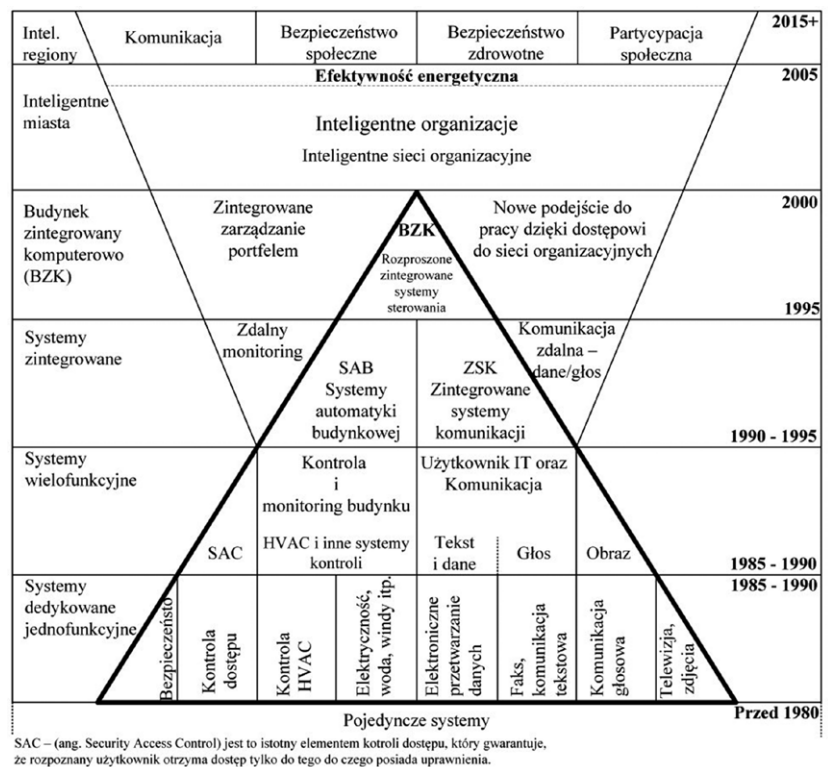 Intel.
regiony
Komunikacja
Bezpieczeństwo
społeczne
Bezpieczeństwo
zdrowotne
Partycypacja
społeczna
2015+
Efektywność energetyczna
2005
Inteligentne
miasta
Inteligentne organizacje
Inteligentne sieci organizacyjne
Budynek
zintegrowany
komputerowo
(BZK)
Zintegrowane
zarządzanie
portfelem
BZK
Rozproszone
zintegrowane
systemy
sterowania
Nowe podejście do
pracy dzięki dostępowi
do sieci organizacyjnych
2000
1995
Systemy
zintegrowane
Zdalny
monitoring
SAB
Systemy
automatyki
budynkowej
ZSK
Zintegrowane
systemy
komunikacji
Komunikacja
zdalna –
dane/głos
1990 - 1995
Systemy
wielofunkcyjne
Kontrola
i
monitoring budynku
Użytkownik IT oraz
Komunikacja
SAC
HVAC i inne systemy
kontroli
Tekst
i dane
Głos
Obraz
1985 - 1990
1985 - 1990
Systemy
dedykowane
jednofunkcyjne
Bezpieczeństo
Kontrola
dostępu
Kontrola
HVAC
Elektryczność,
woda, windy itp.
Elektroniczne
przetwarzanie
danych
Faks,
komunikacja
tekstowa
Komunikacja
głosowa
Telewizja,
zdjęcia
Przed 1980
Pojedyncze systemy
SAC – (ang. Security Access Control) jest to istotny elementem kotroli dostępu, który gwarantuje,
że rozpoznany użytkownik otrzyma dostęp tylko do tego do czego posiada uprawnienia.